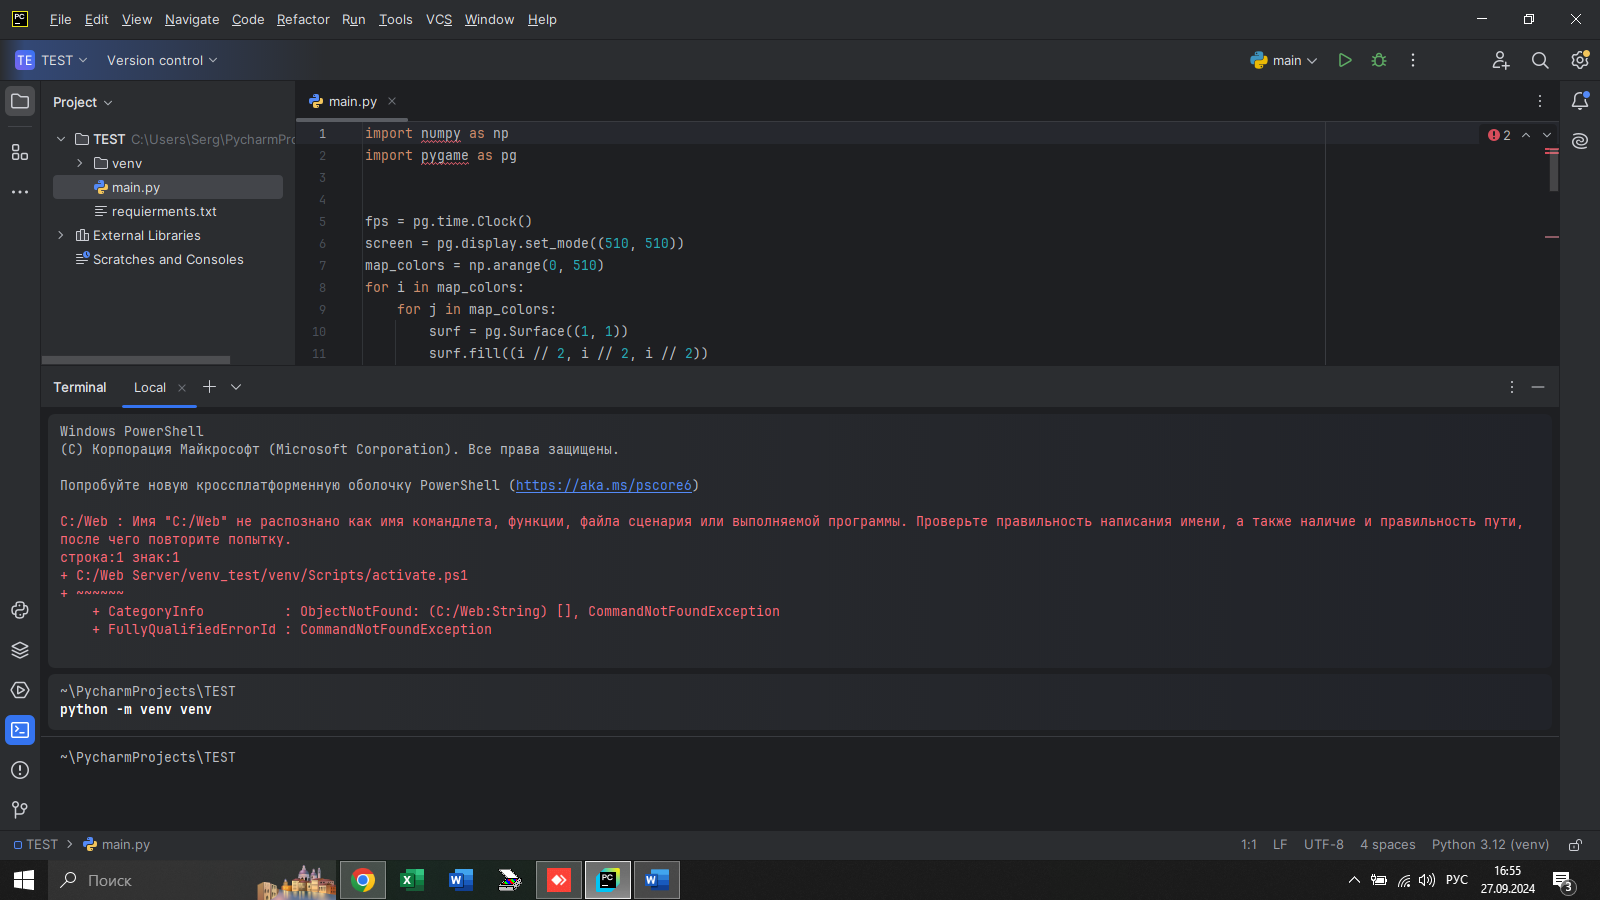 PC File Edit View Navigate Code Refactor Run Tools VCS Window Help
TE TEST Version control main
Project
main.py
TEST C:\Users\Serg\PycharmPro
venv
main.py
requierments.txt
External Libraries
Scratches and Consoles
2
1 import numpy as np
2 import pygame as pg
3
4
5 fps = pg.time.Clock()
6 screen = pg.display.set_mode((510, 510))
7 map_colors = np.arange(0, 510)
8 for i in map_colors:
9 for j in map_colors:
10 surf = pg.Surface((1, 1))
11 surf.fill((i // 2, i // 2, i // 2))
Terminal Local
Windows PowerShell
(C) Корпорация Майкрософт (Microsoft Corporation). Все права защищены.
Попробуйте новую кроссплатформенную оболочку PowerShell (https://aka.ms/pscore6)
C:/Web : Имя "C:/Web" не распознано как имя командлета, функции, файла сценария или выполняемой программы. Проверьте правильность написания имени, а также наличие и правильность пути,
после чего повторите попытку.
строка:1 знак:1
+ C:/Web Server/venv_test/venv/Scripts/activate.ps1
+ ~~~~~~
+ CategoryInfo : ObjectNotFound: (C:/Web:String) [], CommandNotFoundException
+ FullyQualifiedErrorId : CommandNotFoundException
~\PycharmProjects\TEST
python -m venv venv
~\PycharmProjects\TEST
TEST main.py
1:1 LF UTF-8 4 spaces Python 3.12 (venv)
Поиск
PC
РУС
16:55
27.09.2024
3